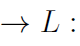 → L :